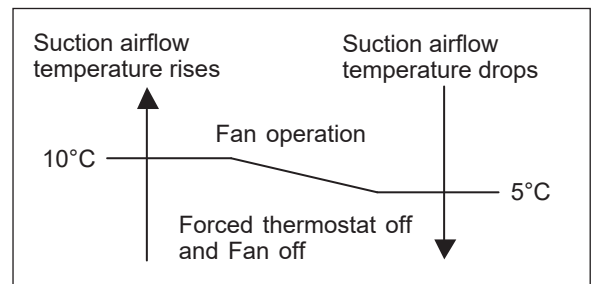 Suction airflow
temperature rises
Suction airflow
temperature drops
Fan operation
10°C
5°C
Forced thermostat off
and Fan off